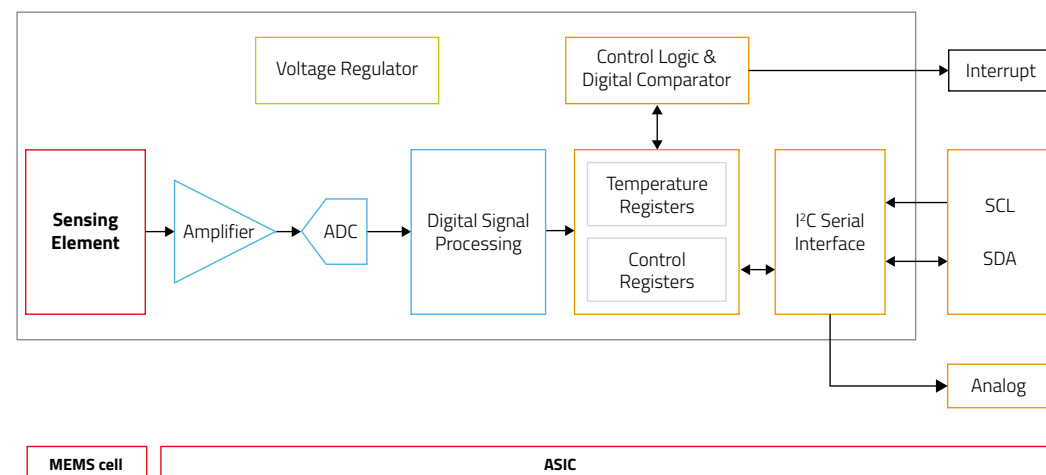 Voltage Regulator
Control Logic &
Digital Comparator
Interrupt
Sensing
Element
Amplifier
ADC
Digital Signal
Processing
Temperature
Registers
Control
Registers
I²C Serial
Interface
SCL
SDA
Analog
MEMS cell
ASIC